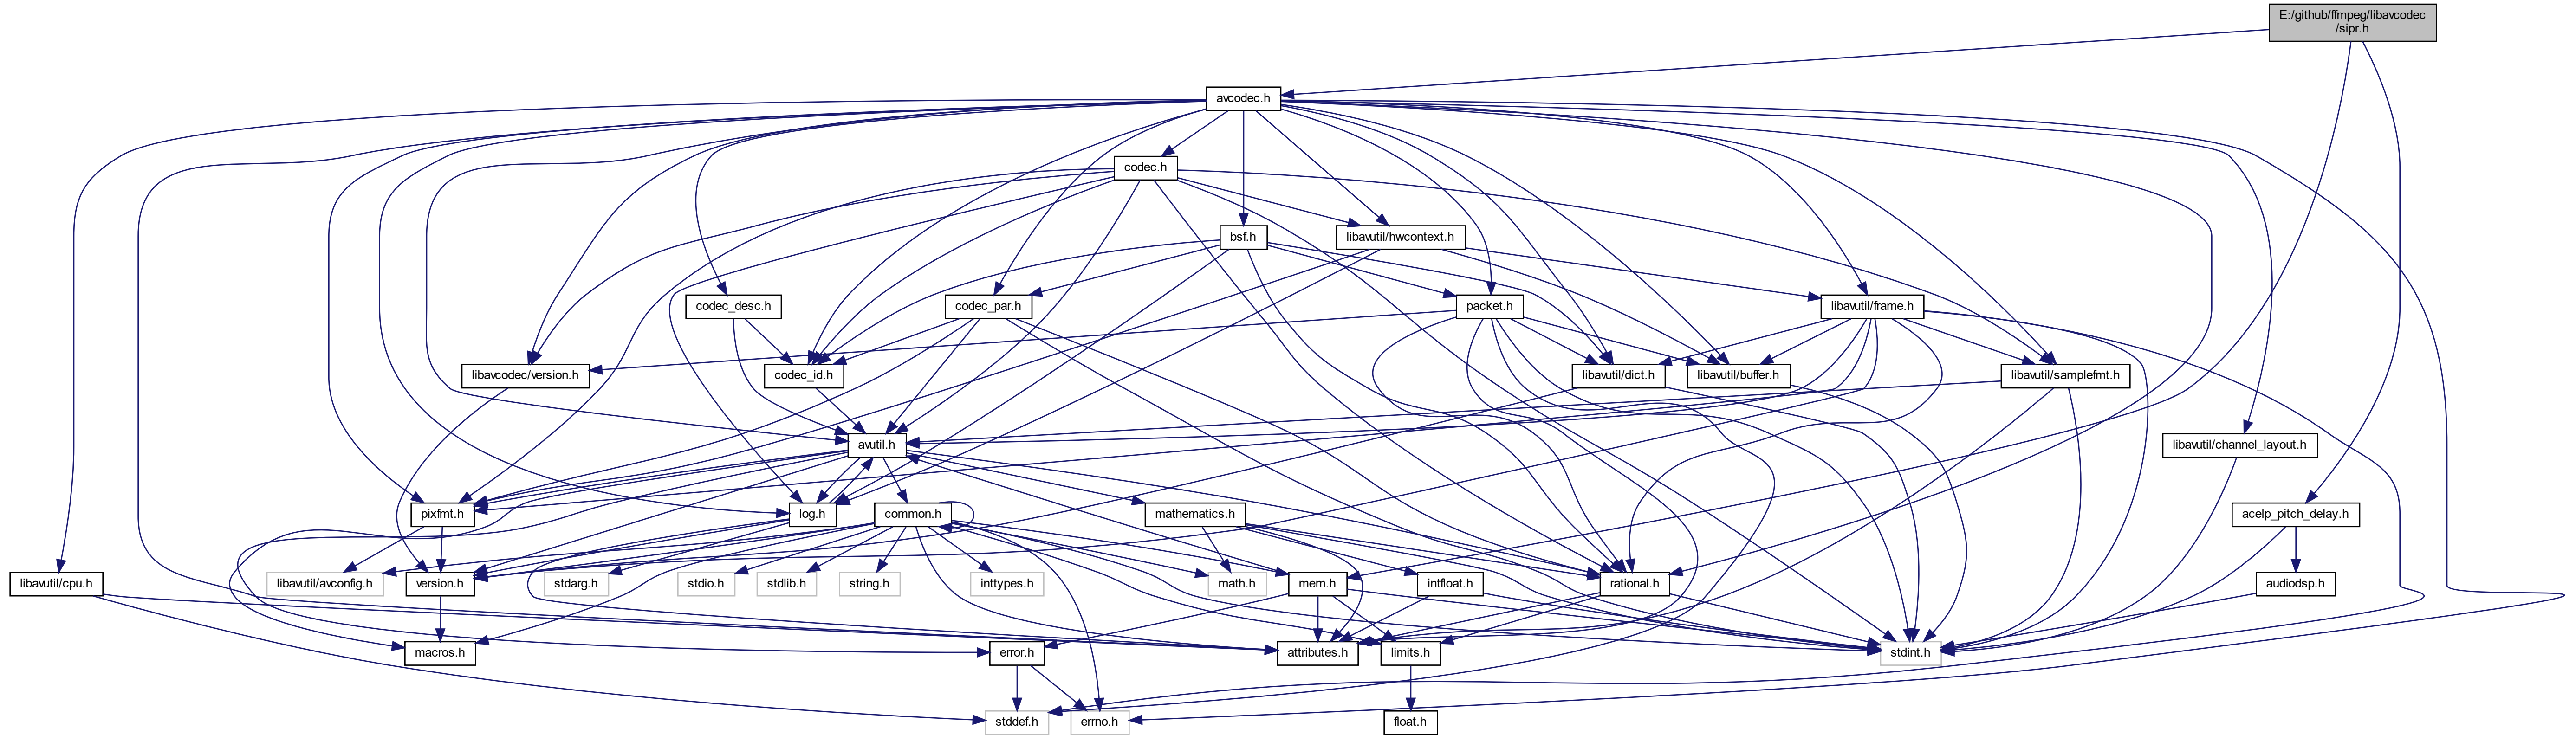 E:/github/ffmpeg/libavcodec
/sipr.h
avcodec.h
codec.h
bsf.h
libavutil/hwcontext.h
codec_desc.h
codec_par.h
packet.h
libavutil/frame.h
libavcodec/version.h
codec_id.h
libavutil/dict.h
libavutil/buffer.h
libavutil/samplefmt.h
avutil.h
libavutil/channel_layout.h
pixfmt.h
log.h
common.h
mathematics.h
acelp_pitch_delay.h
libavutil/cpu.h
libavutil/avconfig.h
version.h
stdarg.h
stdio.h
stdlib.h
string.h
inttypes.h
math.h
mem.h
intfloat.h
rational.h
audiodsp.h
macros.h
error.h
attributes.h
limits.h
stdint.h
stddef.h
errno.h
float.h